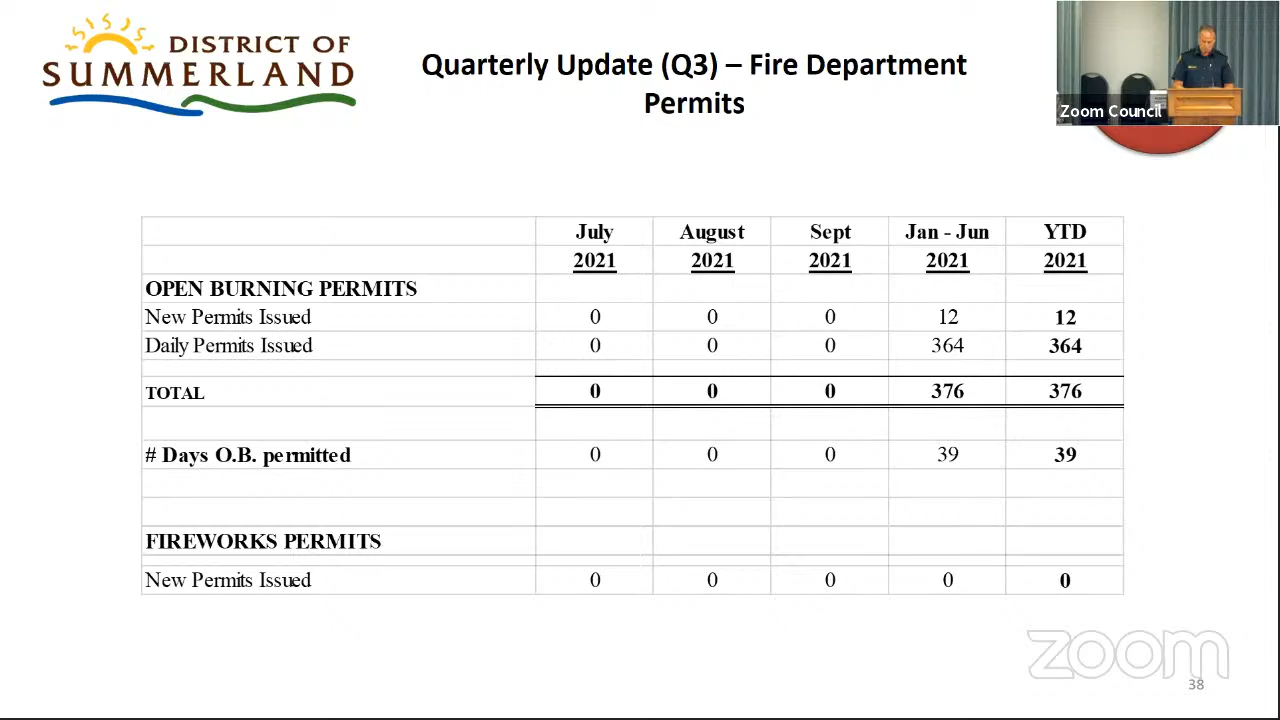 DISTRICT OF
SUMMERLAND
Quarterly Update (Q3) – Fire Department
Permits
Zoom Council
July August Sept Jan - Jun YTD
2021 2021 2021 2021 2021
OPEN BURNING PERMITS
New Permits Issued 0 0 0 12 12
Daily Permits Issued 0 0 0 364 364
TOTAL 0 0 0 376 376
# Days O.B. permitted 0 0 0 39 39
FIREWORKS PERMITS
New Permits Issued 0 0 0 0 0
zoom
38